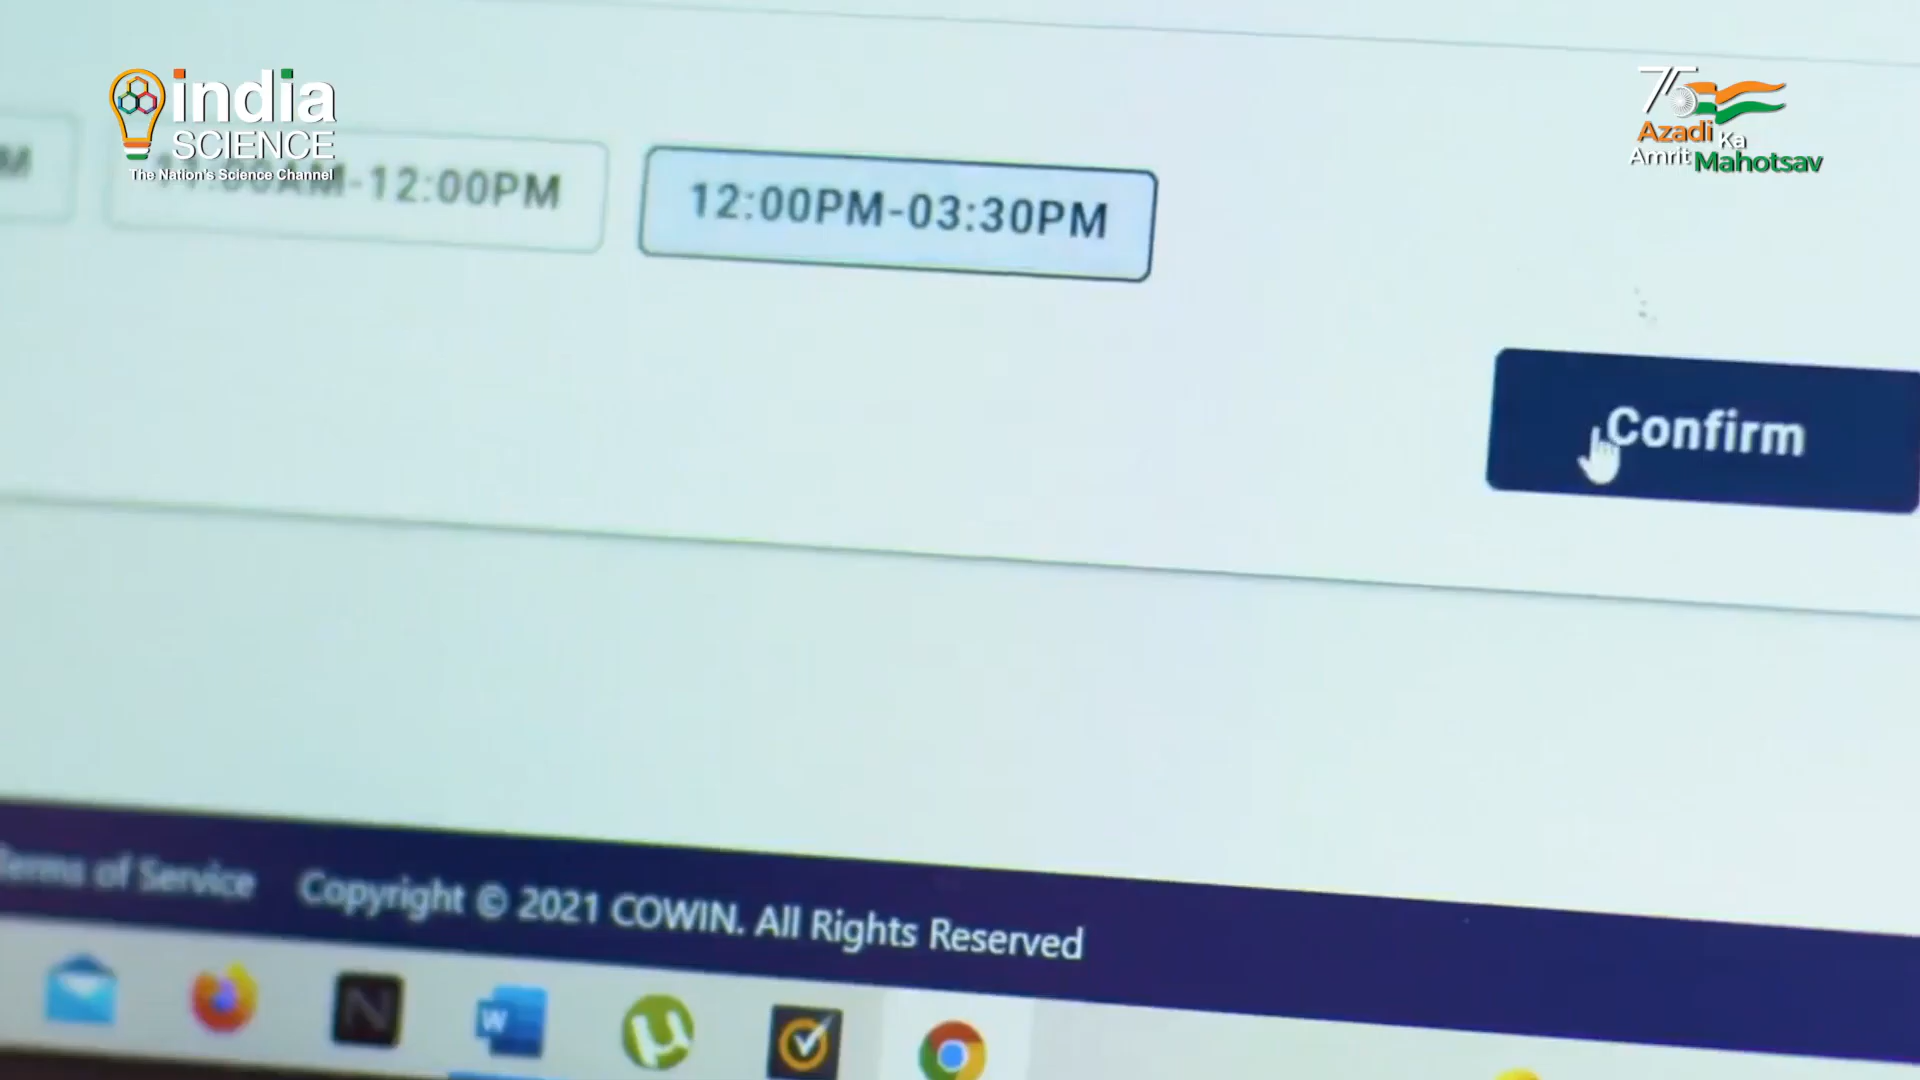 india
SCIENCE
The Nation's Science Channel
75
Azadi Ka
Amrit Mahotsav
-12:00PM
12:00PM-03:30PM
Confirm
Terms of Service Copyright © 2021 COWIN. All Rights Reserved